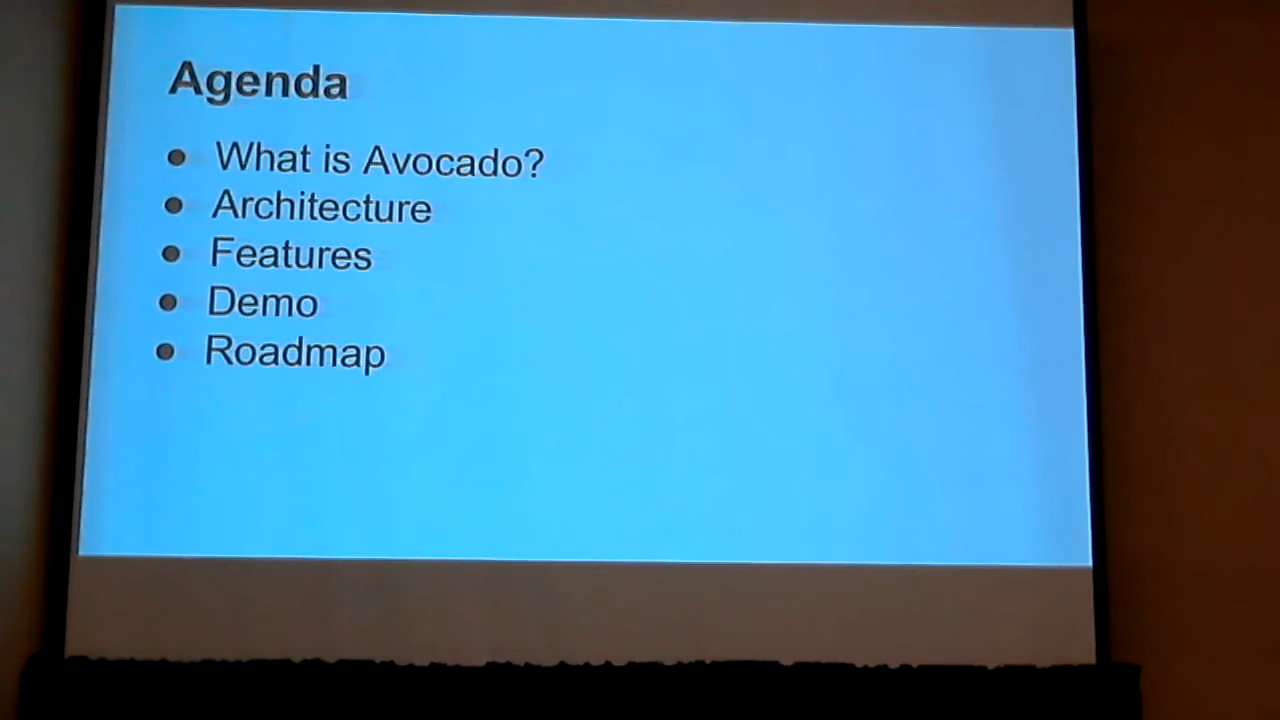 Agenda
● What is Avocado?
● Architecture
● Features
● Demo
● Roadmap